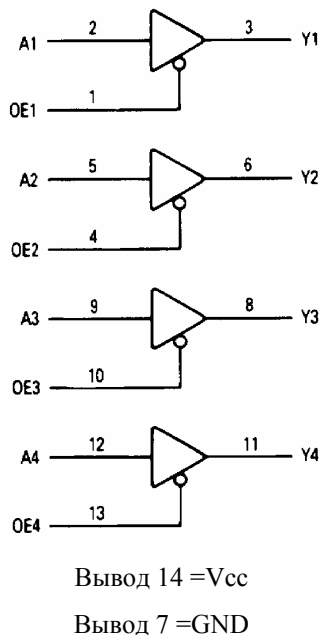 A1 2 3 Y1
OE1 1
A2 5 6 Y2
OE2 4
A3 9 8 Y3
OE3 10
A4 12 11 Y4
OE4 13
Вывод 14 =Vcc
Вывод 7 =GND